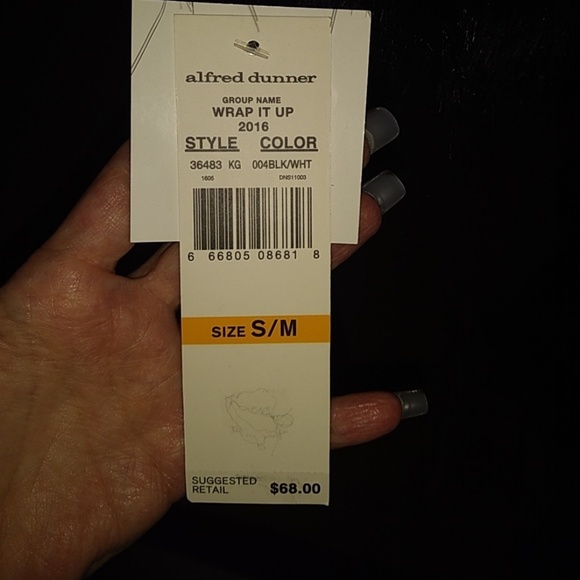 alfred dunner
GROUP NAME
WRAP IT UP
2016
STYLE COLOR
36483 KG 004BLK/WHT
1605 DNS11003
6 66805 08681 8
SIZE S/M
SUGGESTED
RETAIL $68.00